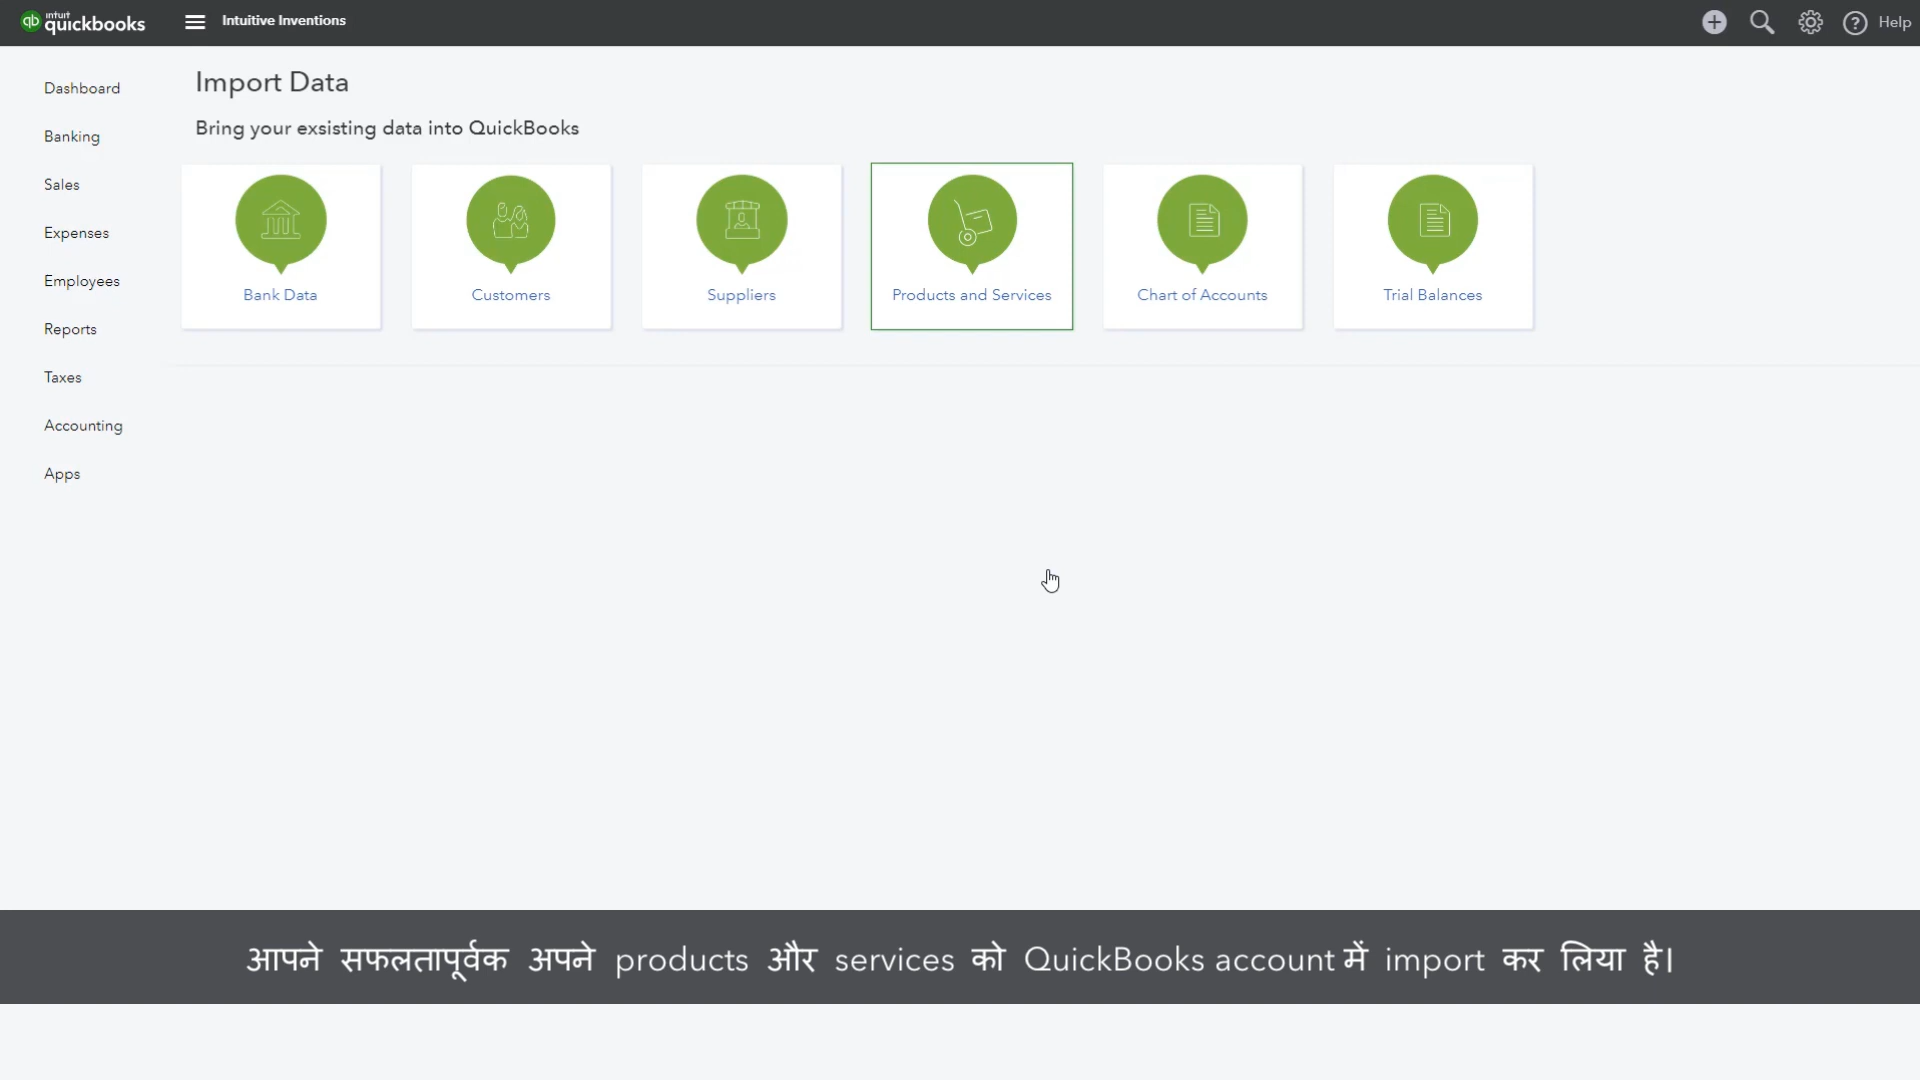 intuit
qb quickbooks
Intuitive Inventions
Help
Dashboard
Banking
Sales
Expenses
Employees
Reports
Taxes
Accounting
Apps
Import Data
Bring your exsisting data into QuickBooks
Bank Data
Customers
Suppliers
Products and Services
Chart of Accounts
Trial Balances
आपने सफलतापूर्वक अपने products और services को QuickBooks account में import कर लिया है।